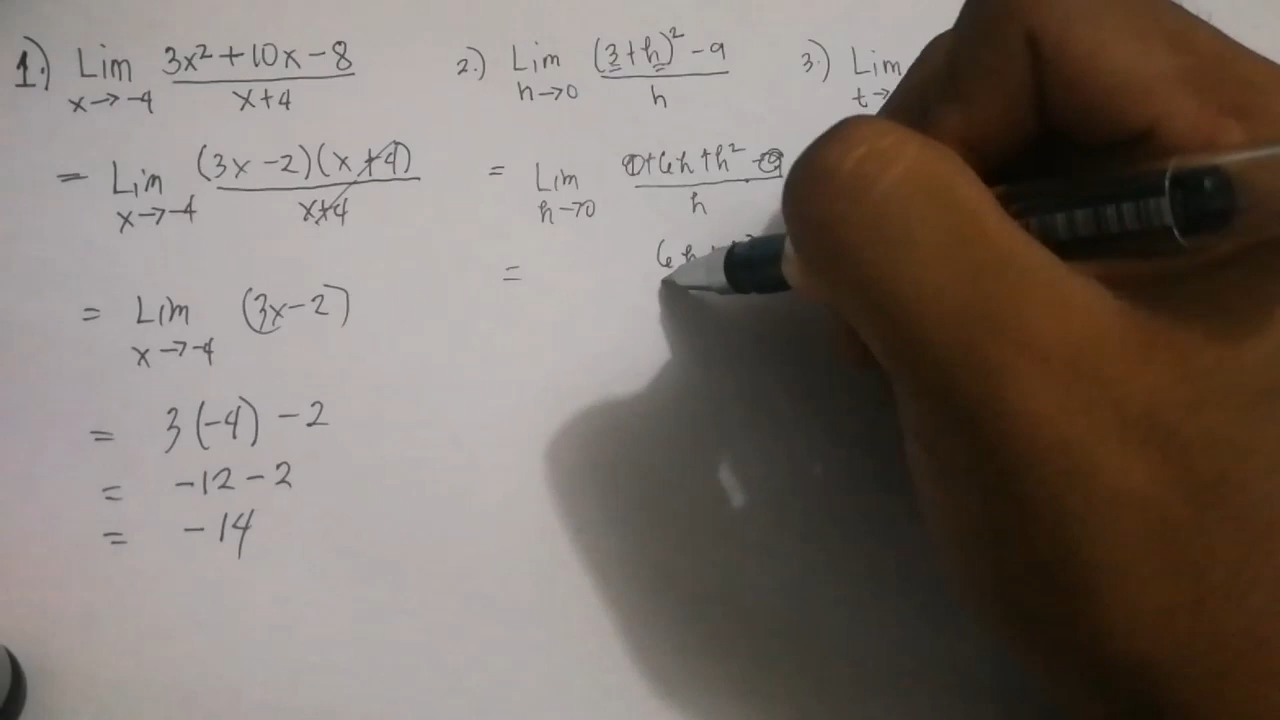 1.) Lim x→-4 3x²+10x-8 / x+4
= Lim x→-4 (3x-2)(x+4) / x+4
= Lim x→-4 (3x-2)
= 3(-4) -2
= -12-2
= -14
2.) Lim h→0 (3+h)²-9 / h
= Lim h→0 9+6h+h²-9 / h
= 6h
3.) Lim t→